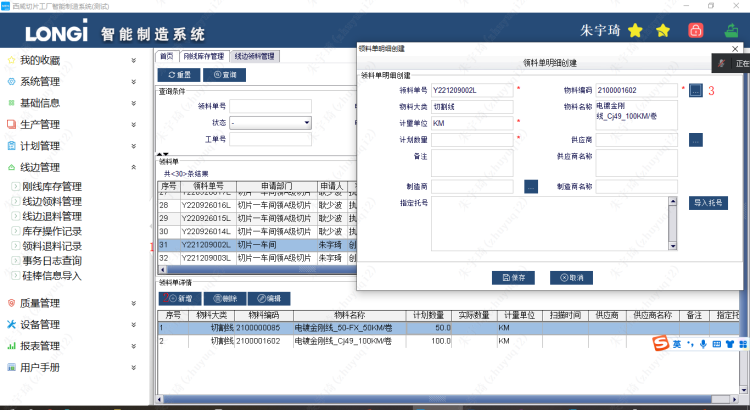 西咸切片工厂智能制造系统(测试)
LONGi 智能制造系统
朱宇琦
我的收藏
系统管理
基础信息
生产管理
计划管理
线边管理
刚线库存管理
线边领料管理
线边退料管理
库存操作记录
领料退料记录
事务日志查询
硅棒信息导入
质量管理
设备管理
报表管理
用户手册
首页 刚线库存管理 线边领料管理
重置 查询
查询条件
领料单号
状态 -
工单号
领料单
共<30>条结果
序号 领料单号 申请部门 申请人
28 Y220926016L 切片一车间领A级切片 耿少波 执
29 Y220926015L 切片一车间领A级切片 耿少波 执
30 Y220926014L 切片一车间领A级切片 耿少波 执
1
31 Y221209002L 切片一车间 朱宇琦 创
32 Y221209003L 切片一车间领A级切片 朱宇琦
领料单详情
新增 删除 编辑
序号 物料大类 物料编码 物料名称 计划数量 实际数量 计量单位 扫描时间 供应商 供应商名称 备注 指定托
1 切割线 2100000085 电镀金刚线_50-FX_50KM/卷 50.0 KM
2 切割线 2100001602 电镀金刚线_Cj49_100KM/卷 100.0 KM
领料单明细创建
领料单明细创建
正在
领料单明细创建
领料单号 Y221209002L * 物料编码 2100001602 * ... 3
物料大类 切割线 物料名称 电镀金刚
线_Cj49_100KM/卷
计量单位 KM *
计划数量 * 供应商 ...
备注 供应商名称
制造商 ... 制造商名称
指定托号 导入托号
保存 取消
英